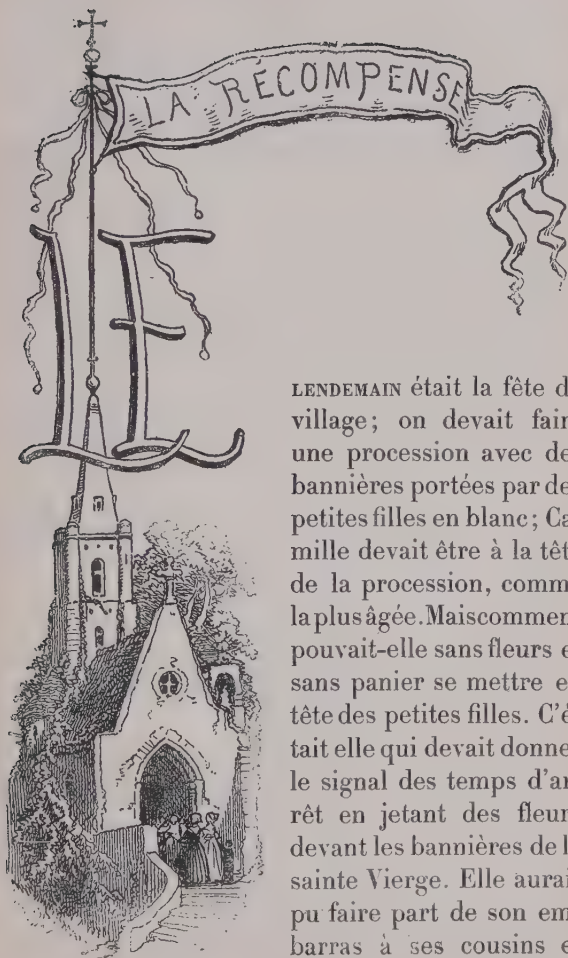 LA RÉCOMPENSE
LE
LENDEMAIN était la fête d
village; on devait fair
une procession avec de
bannières portées par de
petites filles en blanc; Ca
mille devait être à la têt
de la procession, comm
la plus âgée. Mais commen
pouvait-elle sans fleurs e
sans panier se mettre e
tête des petites filles. C'é
tait elle qui devait donne
le signal des temps d'ar
rêt en jetant des fleur
devant les bannières de l
sainte Vierge. Elle aurai
pu faire part de son em
barras à ses cousins e